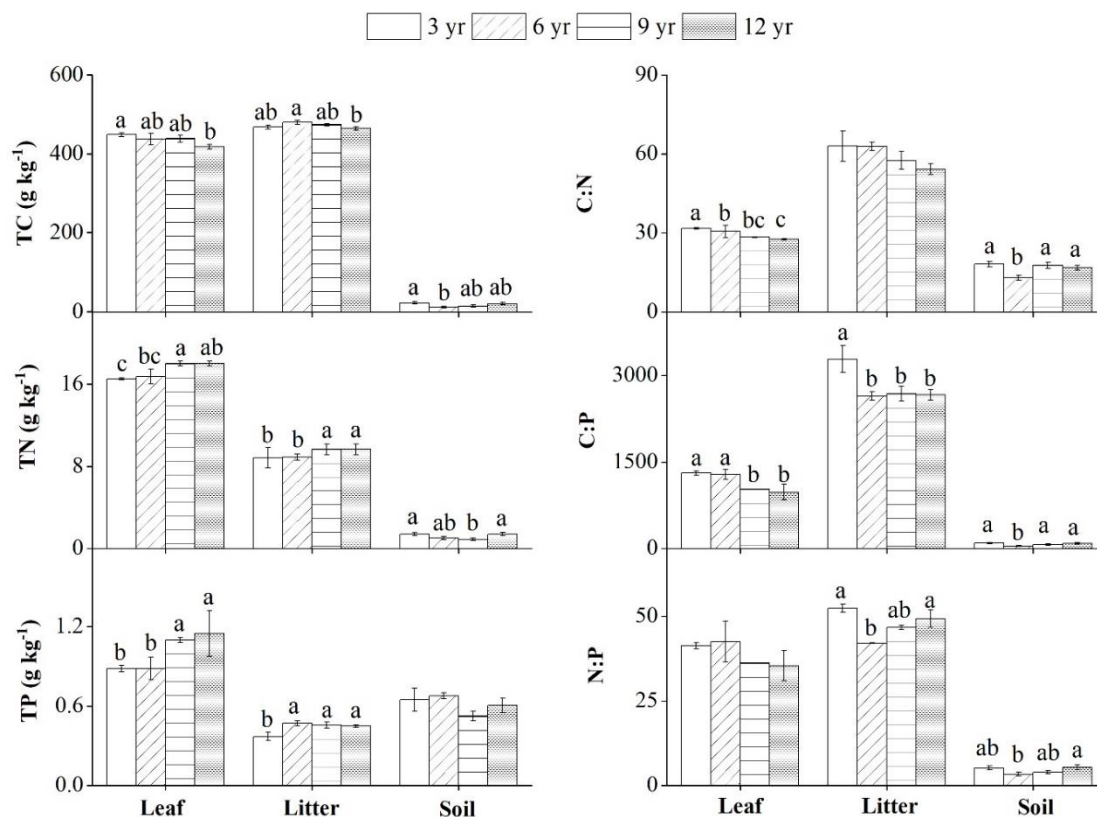 3 yr 6 yr 9 yr 12 yr
TC (g kg⁻¹)
600
400
200
0
a ab ab b
ab a ab b
a b ab ab
TN (g kg⁻¹)
16
8
0
c bc a ab
b b a a
a ab b a
TP (g kg⁻¹)
1.2
0.6
0.0
b b a a
b a a a
Leaf Litter Soil
C:N
90
60
30
0
a b bc c
a b a a
C:P
3000
1500
0
a a b b
a b b b
a b a a
N:P
50
25
0
a b ab a
ab b ab a
Leaf Litter Soil